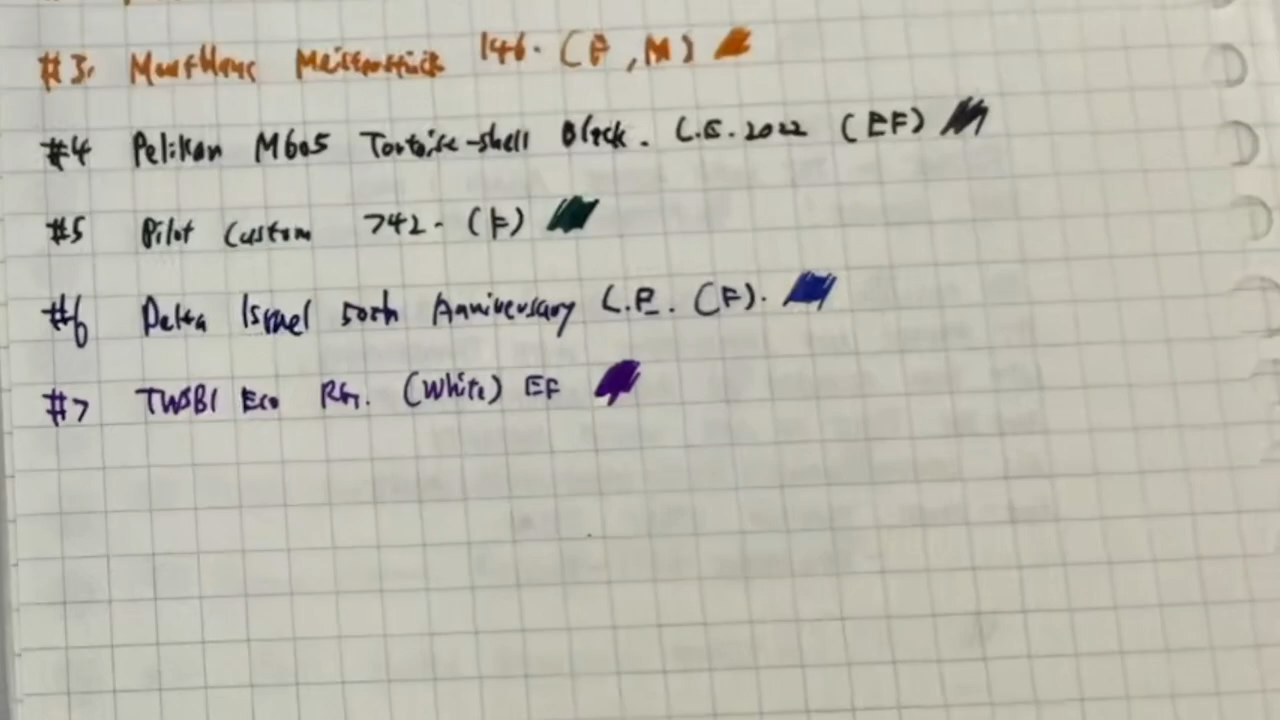 #3. Montblanc Meisterstück 146. (F, M)
#4 Pelikan M605 Tortoise-shell Black. L.E. 2022 (EF)
#5 Pilot Custom 742. (F)
#6 Delta Israel 50th Anniversary L.E. (F).
#7 TWSBI Eco RG. (White) EF